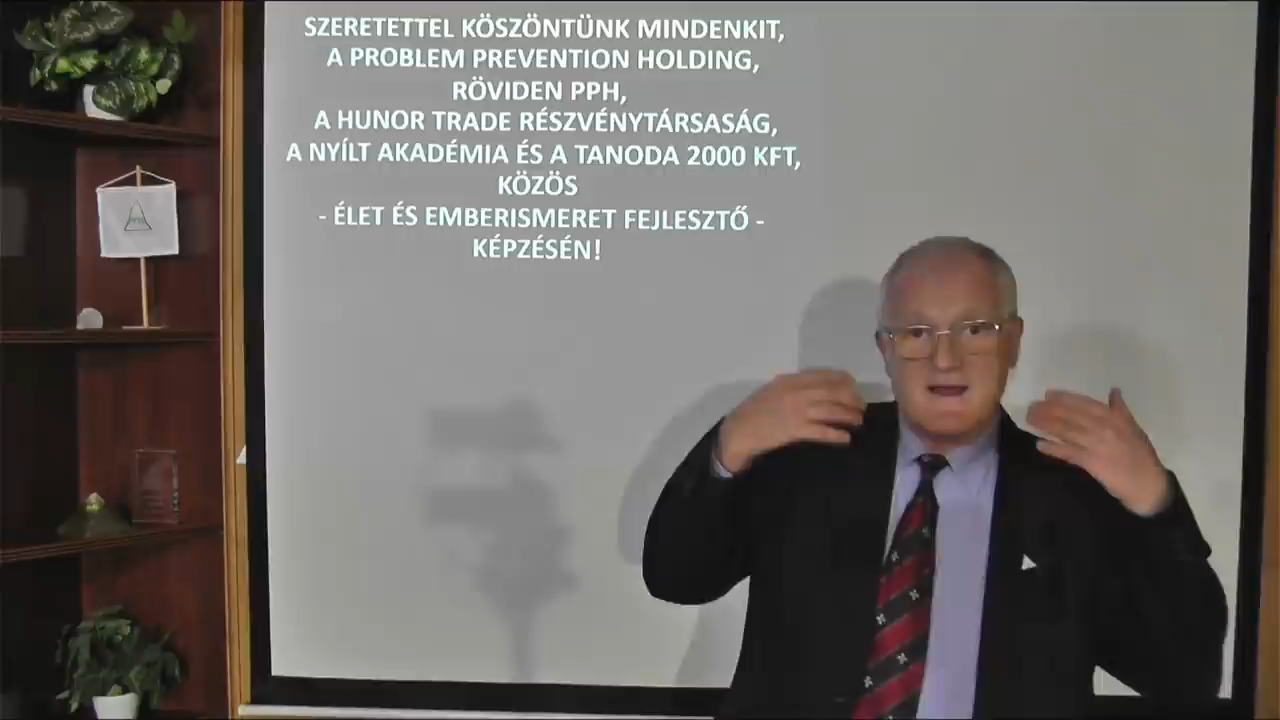 SZERETETTEL KÖSZÖNTÜNK MINDENKIT,
A PROBLEM PREVENTION HOLDING,
RÖVIDEN PPH,
A HUNOR TRADE RÉSZVÉNYTÁRSASÁG,
A NYÍLT AKADÉMIA ÉS A TANODA 2000 KFT,
KÖZÖS
- ÉLET ÉS EMBERISMERET FEJLESZTŐ -
KÉPZÉSÉN!